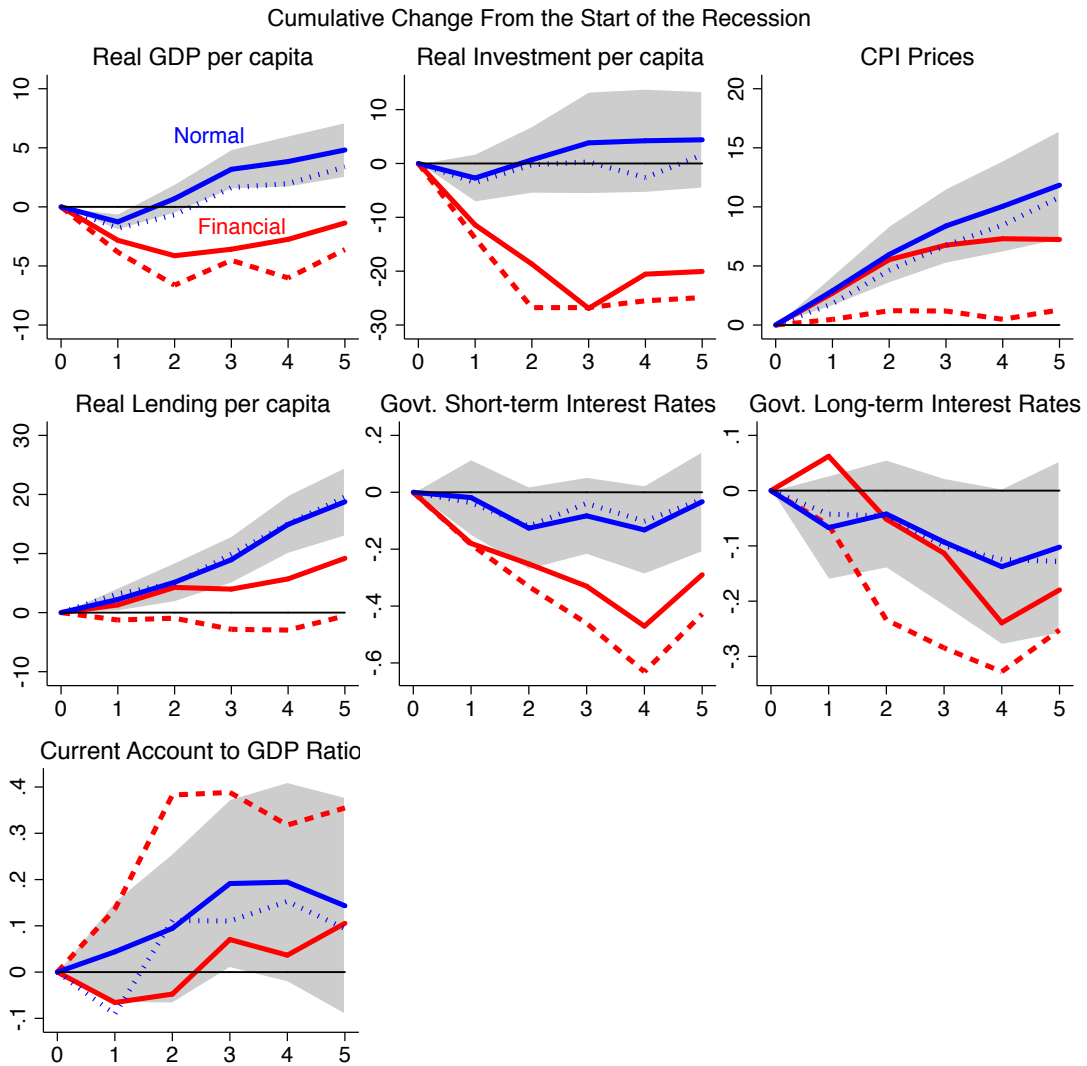 Cumulative Change From the Start of the Recession
Real GDP per capita
10
5
0
-5
-10
Normal
Financial
0 1 2 3 4 5
Real Investment per capita
10
0
-10
-20
-30
0 1 2 3 4 5
CPI Prices
20
15
10
5
0
0 1 2 3 4 5
Real Lending per capita
30
20
10
0
-10
0 1 2 3 4 5
Govt. Short-term Interest Rates
.2
0
-.2
-.4
-.6
0 1 2 3 4 5
Govt. Long-term Interest Rates
.1
0
-.1
-.2
-.3
0 1 2 3 4 5
Current Account to GDP Ratio
.4
.3
.2
.1
0
-.1
0 1 2 3 4 5